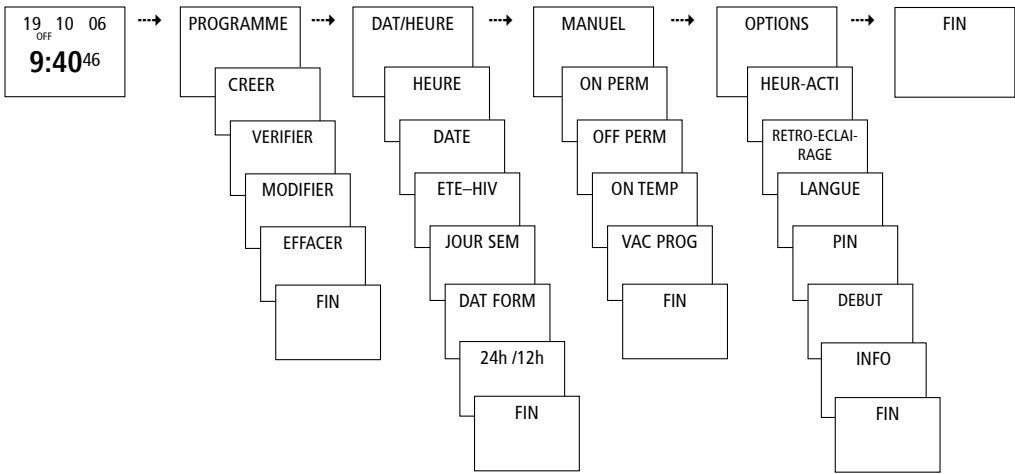 19 10 06
OFF
9:40 46
PROGRAMME
CREER
VERIFIER
MODIFIER
EFFACER
FIN
DAT/HEURE
HEURE
DATE
ETE–HIV
JOUR SEM
DAT FORM
24h /12h
FIN
MANUEL
ON PERM
OFF PERM
ON TEMP
VAC PROG
FIN
OPTIONS
HEUR-ACTI
RETRO-ECLAI-
RAGE
LANGUE
PIN
DEBUT
INFO
FIN
FIN